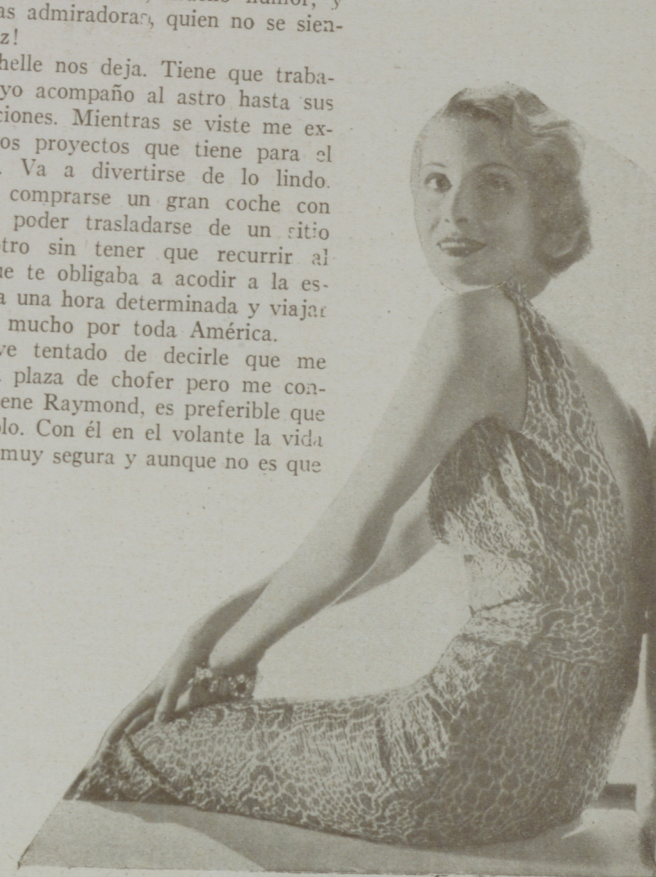 as admiradoras, quien no se sien-
z!
helle nos deja. Tiene que traba-
yo acompaño al astro hasta sus
ciones. Mientras se viste me ex-
os proyectos que tiene para el
. Va a divertirse de lo lindo.
comprarse un gran coche con
poder trasladarse de un sitio
otro sin tener que recurrir al
ue te obligaba a acodir a la es-
a una hora determinada y viajar
mucho por toda América.
ve tentado de decirle que me
plaza de chofer pero me con-
ene Raymond, es preferible que
olo. Con él en el volante la vida
muy segura y aunque no es que